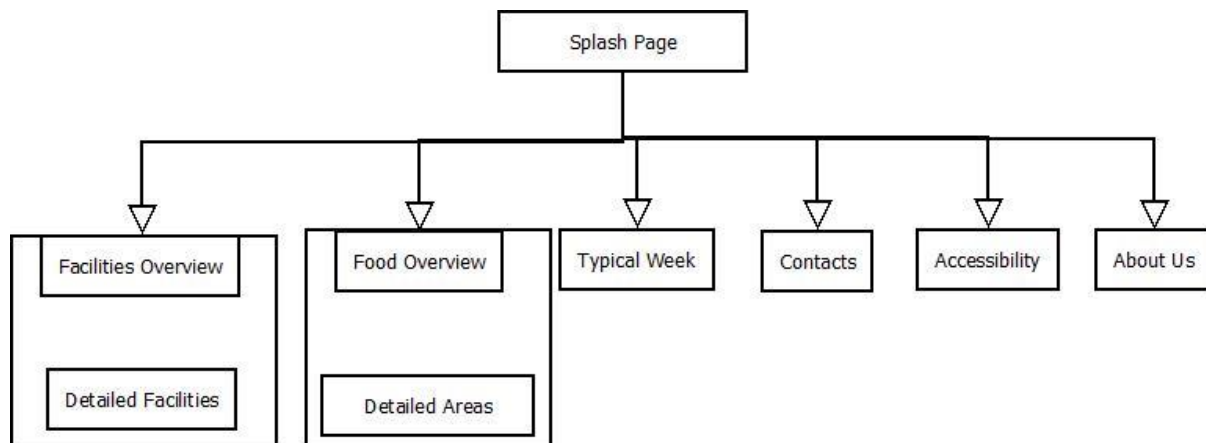 Splash Page
Facilities Overview
Food Overview
Typical Week
Contacts
Accessibility
About Us
Detailed Facilities
Detailed Areas